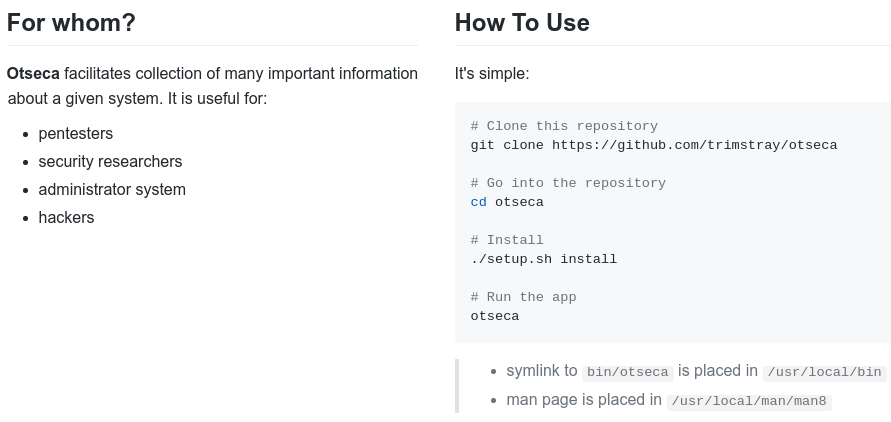 For whom?
Otseca facilitates collection of many important information
about a given system. It is useful for:
pentesters
security researchers
administrator system
hackers
How To Use
It's simple:
# Clone this repository
git clone https://github.com/trimstray/otseca
# Go into the repository
cd otseca
# Install
./setup.sh install
# Run the app
otseca
symlink to bin/otseca is placed in /usr/local/bin
man page is placed in /usr/local/man/man8